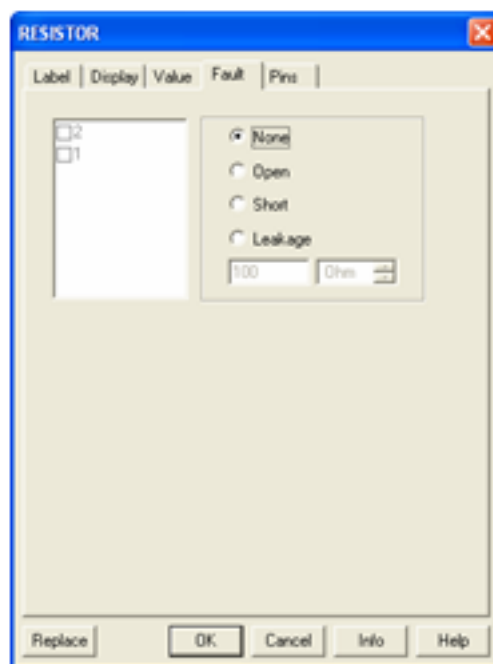 RESISTOR
Label Display Value Fault Pins
2
1
None
Open
Short
Leakage
100 Ohm
Replace OK Cancel Info Help